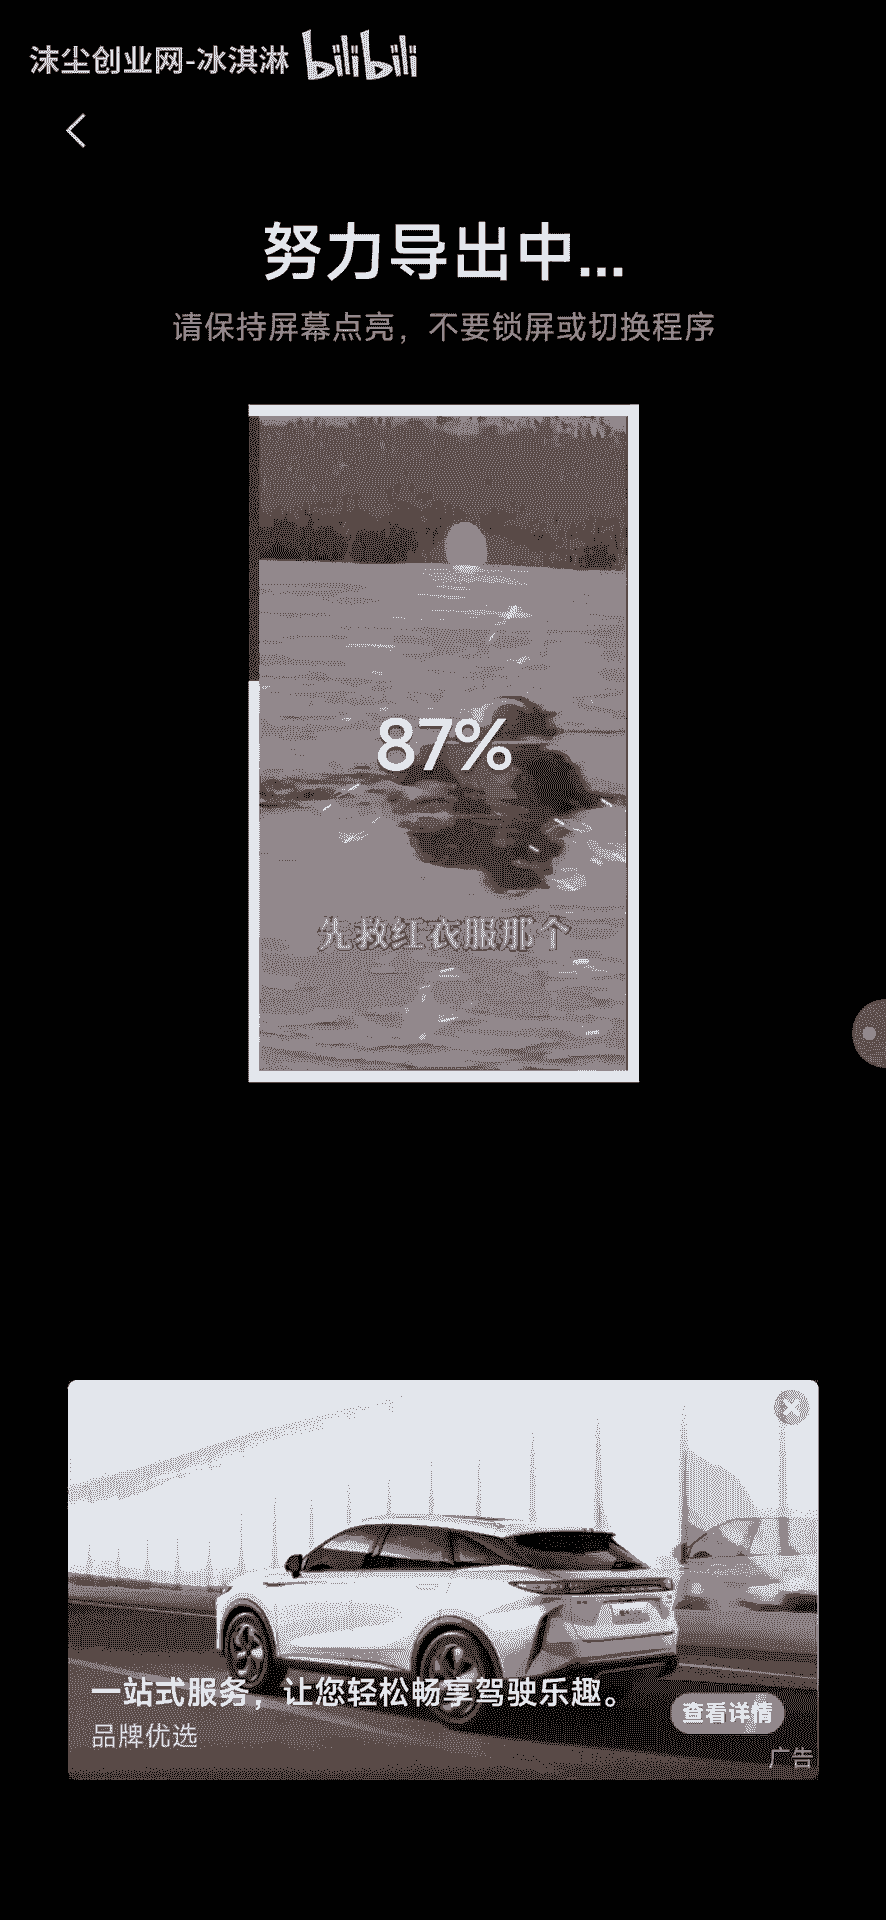 沫尘创业网-冰淇淋 bilibili
努力导出中...
请保持屏幕点亮，不要锁屏或切换程序
87%
先救红衣服那个
一站式服务，让您轻松畅享驾驶乐趣。
查看详情
品牌优选
广告